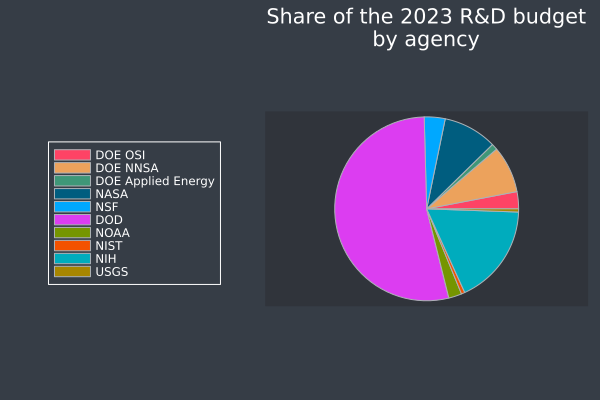 Share of the 2023 R&D budget
by agency
DOE OSI
DOE NNSA
DOE Applied Energy
NASA
NSF
DOD
NOAA
NIST
NIH
USGS